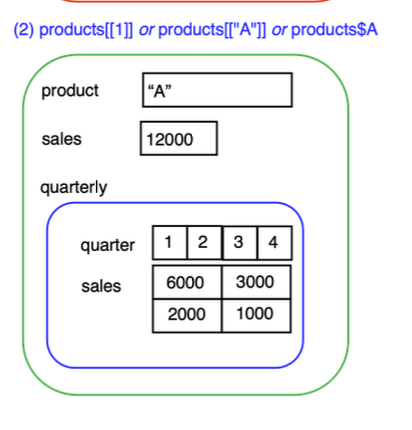 (2) products[[1]] or products[["A"]] or products$A
product “A”
sales 12000
quarterly
quarter 1 2 3 4
sales 6000 3000
2000 1000